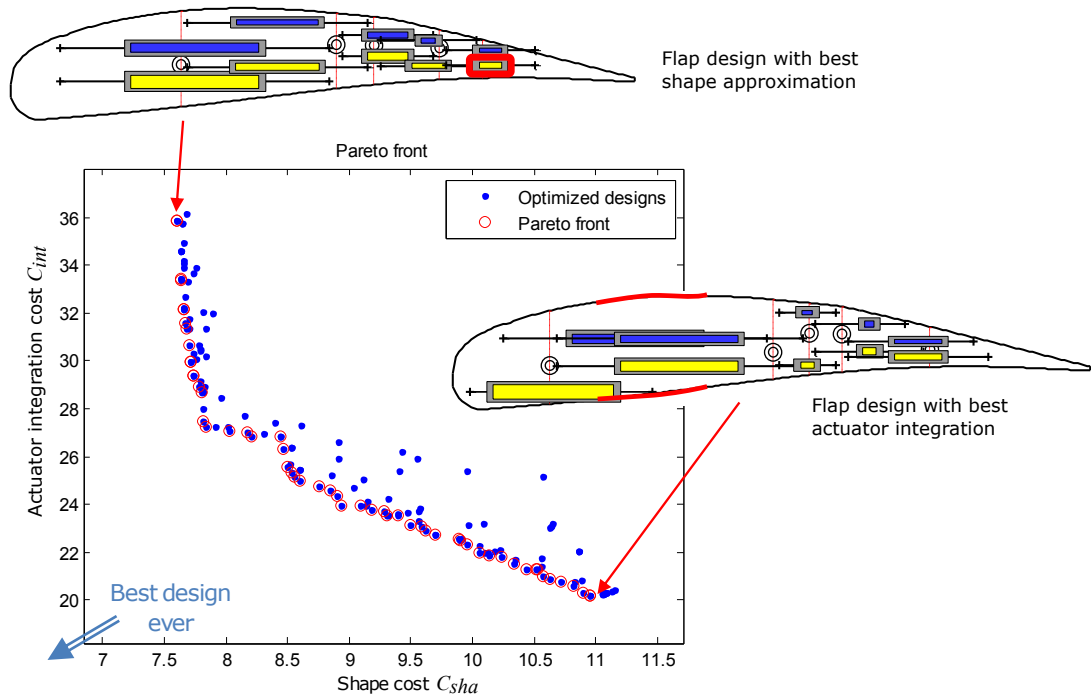 Flap design with best
shape approximation
Pareto front
Optimized designs
Pareto front
Actuator integration cost C_int
36
34
32
30
28
26
24
22
20
Flap design with best
actuator integration
Best design
ever
7 7.5 8 8.5 9 9.5 10 10.5 11 11.5
Shape cost C_sha